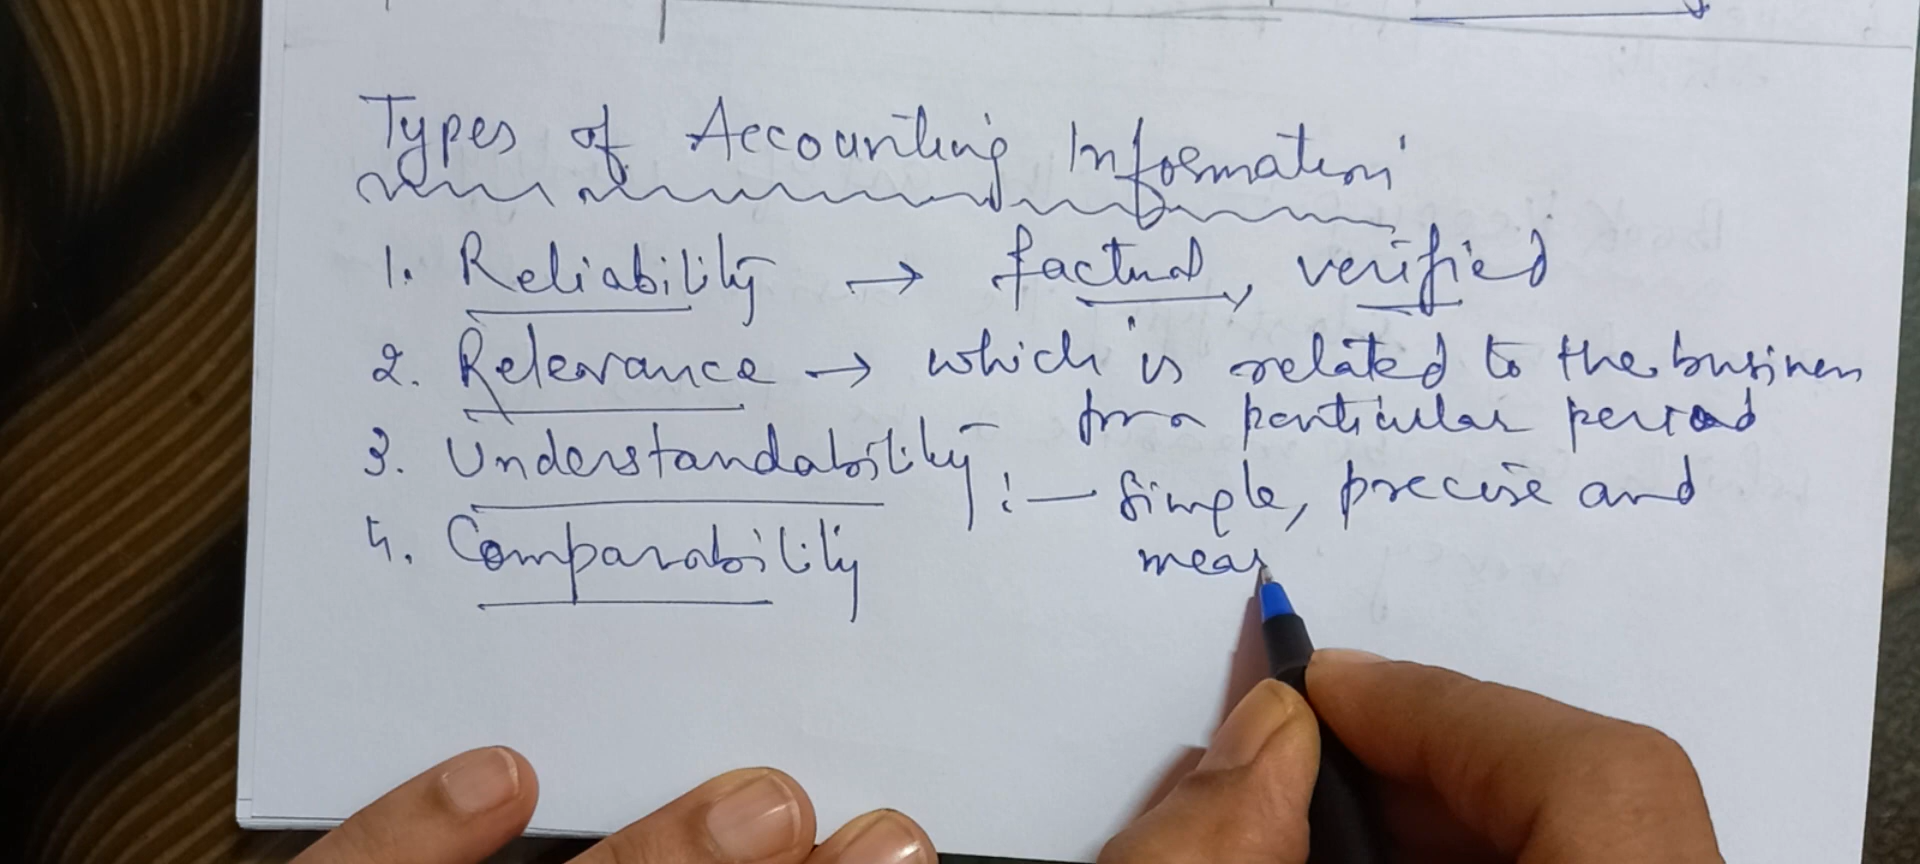 Types of Accounting Information
1. Reliability → factual, verified
2. Relevance → which is related to the business
for a particular period
3. Understandability :— Simple, precise and
meas
4. Comparability